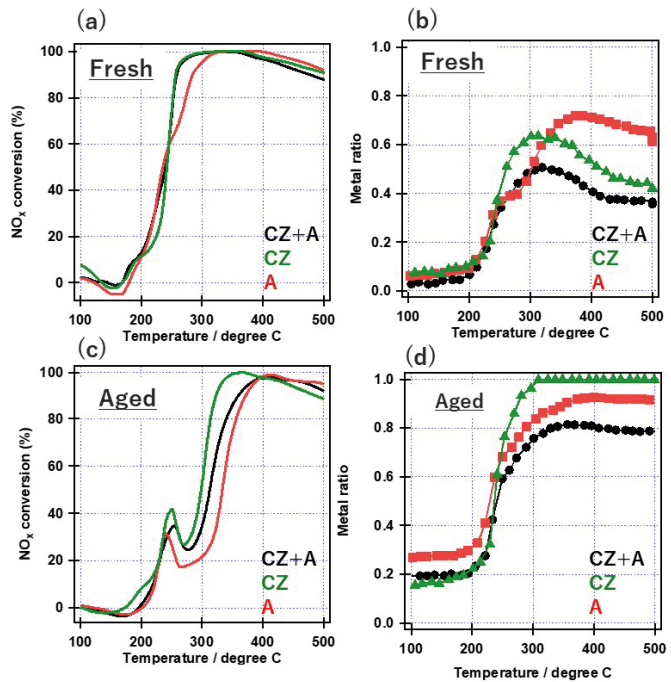 (a)
Fresh
NOx conversion (%)
100
80
60
40
20
0
CZ+A
CZ
A
100 200 300 400 500
Temperature / degree C
(b)
Fresh
Metal ratio
1.0
0.8
0.6
0.4
0.2
0.0
CZ+A
CZ
A
100 200 300 400 500
Temperature / degree C
(c)
Aged
NOx conversion (%)
100
80
60
40
20
0
CZ+A
CZ
A
100 200 300 400 500
Temperature / degree C
(d)
Aged
Metal ratio
1.0
0.8
0.6
0.4
0.2
0.0
CZ+A
CZ
A
100 200 300 400 500
Temperature / degree C